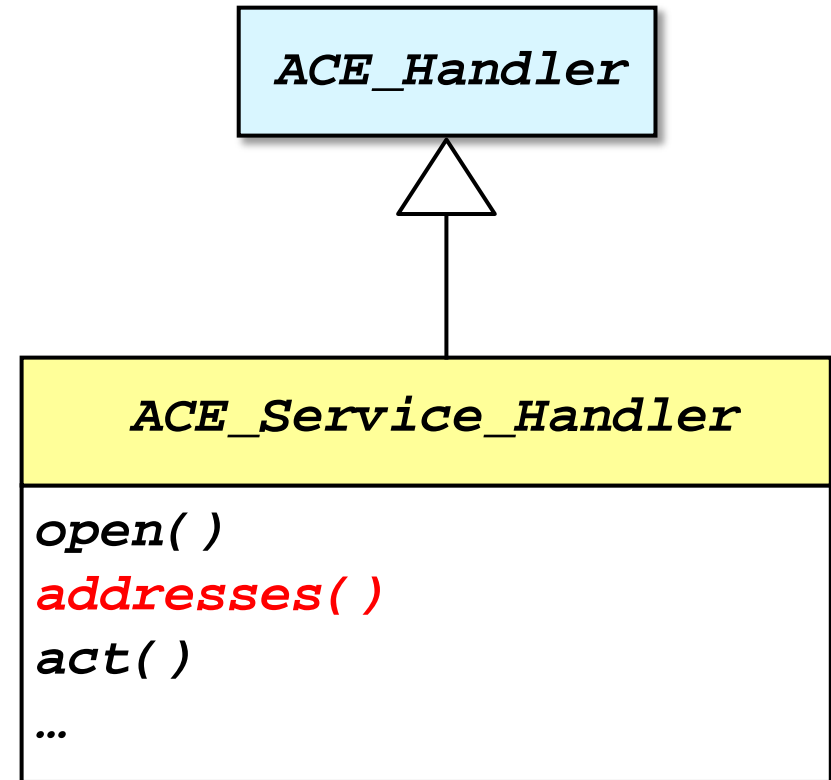 ACE_Handler
ACE_Service_Handler
open()
addresses()
act()
…